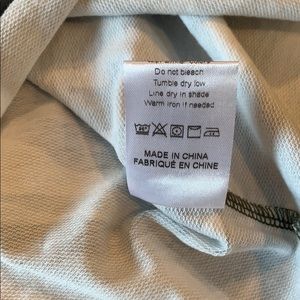 Do not bleach
Tumble dry low
Line dry in shade
Warm iron if needed
MADE IN CHINA
FABRIQUÉ EN CHINE